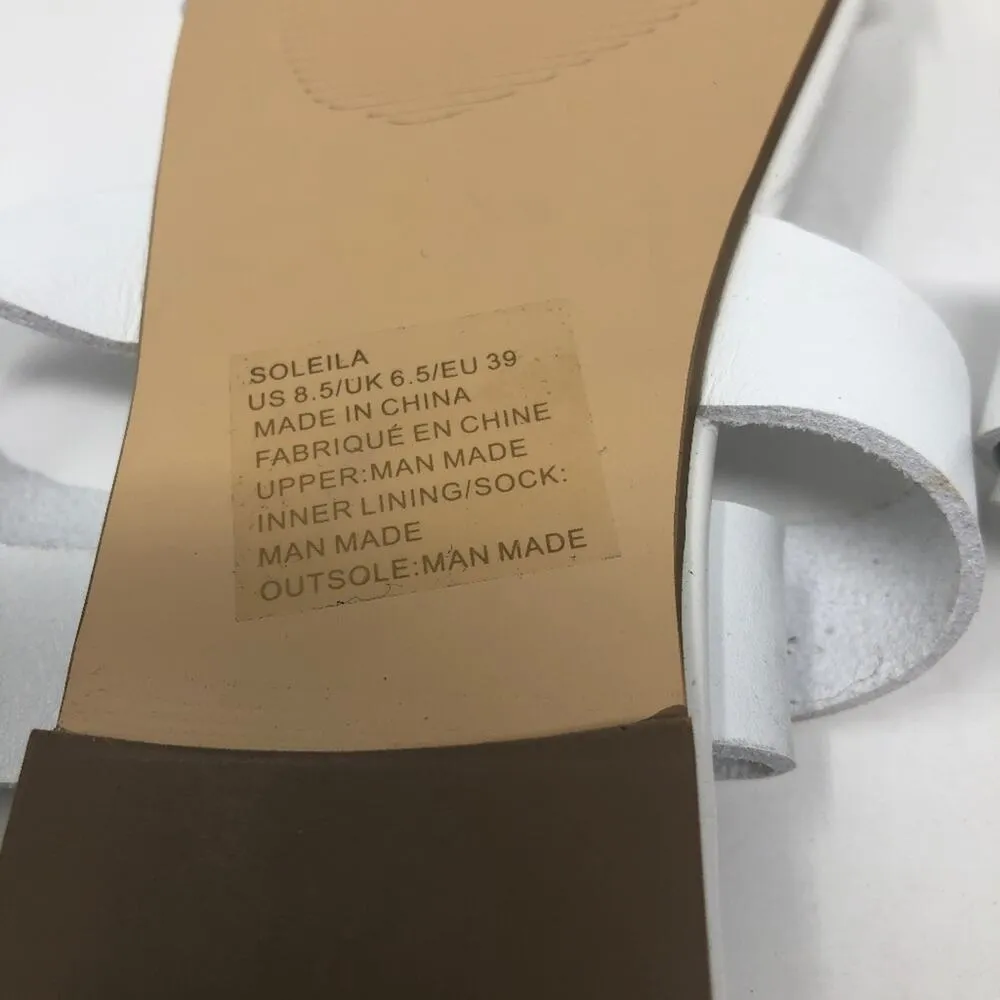 SOLEILA
US 8.5/UK 6.5/EU 39
MADE IN CHINA
FABRIQUÉ EN CHINE
UPPER:MAN MADE
INNER LINING/SOCK:
MAN MADE
OUTSOLE:MAN MADE